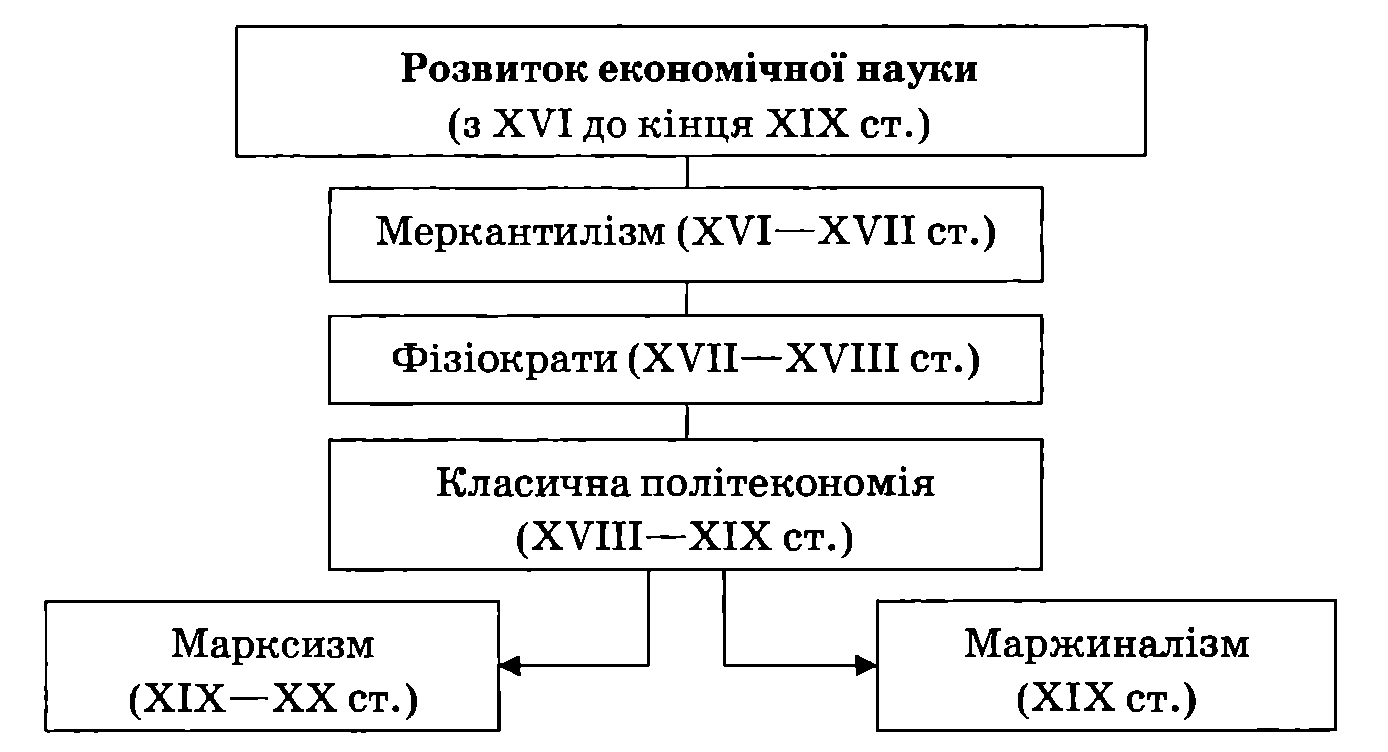 Розвиток економічної науки
(з XVI до кінця XIX ст.)
Меркантилізм (XVI—XVII ст.)
Фізіократи (XVII—XVIII ст.)
Класична політекономія
(XVIII—XIX ст.)
Марксизм
(XIX—XX ст.)
Маржиналізм
(XIX ст.)